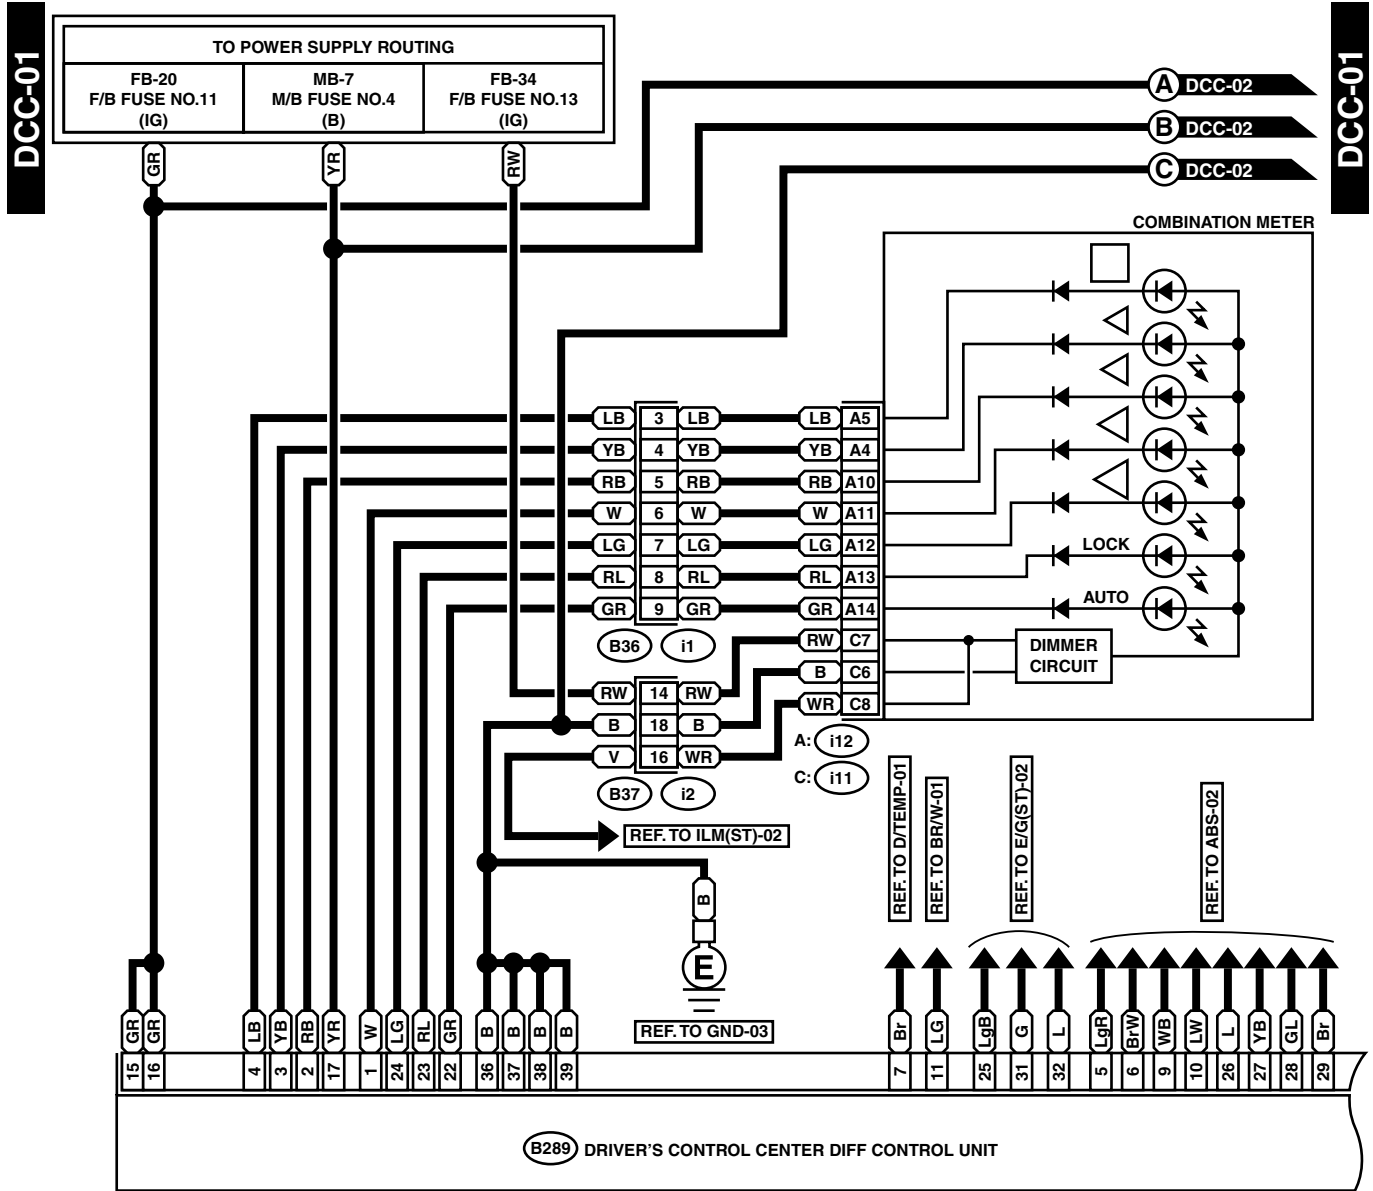 DCC-01
DCC-01
TO POWER SUPPLY ROUTING
FB-20
F/B FUSE NO.11
(IG)
MB-7
M/B FUSE NO.4
(B)
FB-34
F/B FUSE NO.13
(IG)
GR
YR
RW
A DCC-02
B DCC-02
C DCC-02
COMBINATION METER
LB 3 LB LB A5
YB 4 YB YB A4
RB 5 RB RB A10
W 6 W W A11
LG 7 LG LG A12
RL 8 RL RL A13
GR 9 GR GR A14
LOCK
AUTO
B36 i1
RW C7
B C6
WR C8
DIMMER
CIRCUIT
RW 14 RW
B 18 B
V 16 WR
B37 i2
A: i12
C: i11
REF. TO ILM(ST)-02
B
E
REF. TO GND-03
REF. TO D/TEMP-01
REF. TO BR/W-01
REF. TO E/G(ST)-02
REF. TO ABS-02
GR GR LB YB RB YR W LG RL GR B B B B Br LG LgB G L LgR BrW WB LW L YB GL Br
15 16 4 3 2 17 1 24 23 22 36 37 38 39 7 11 25 31 32 5 6 9 10 26 27 28 29
B289 DRIVER'S CONTROL CENTER DIFF CONTROL UNIT